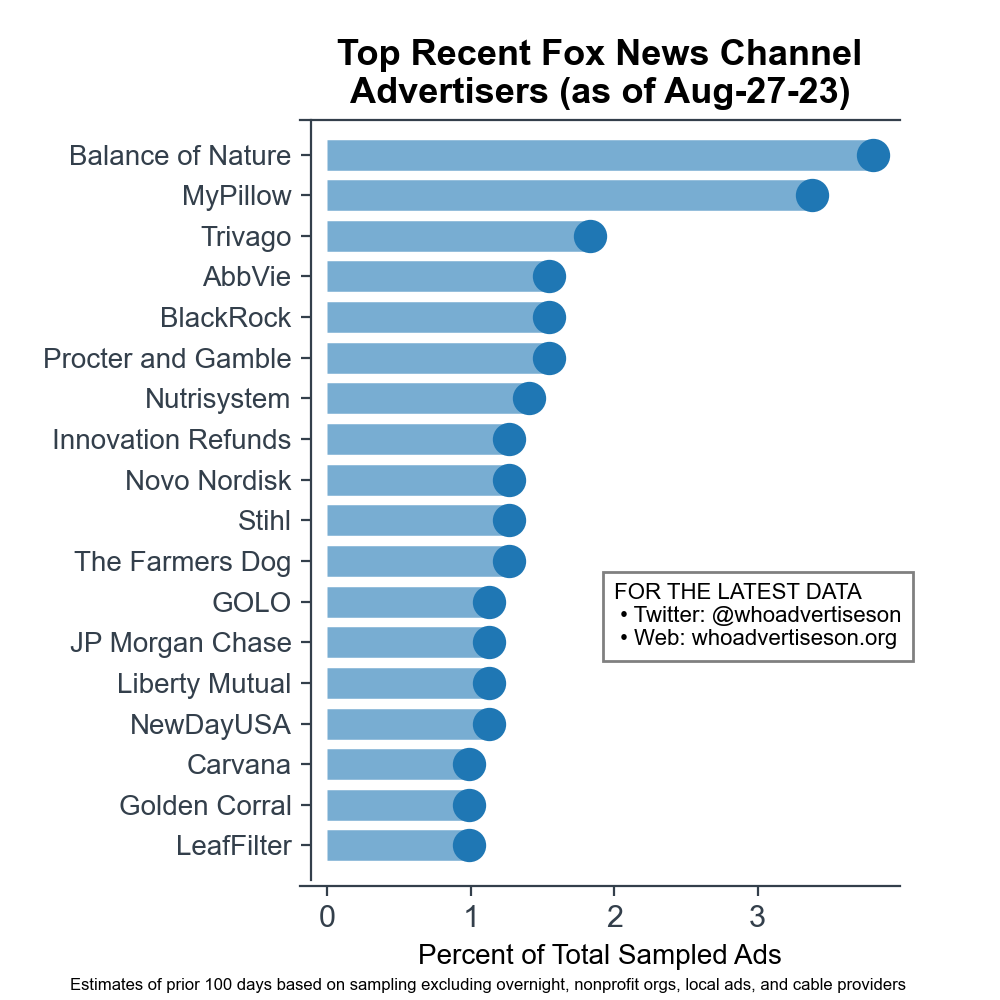 Top Recent Fox News Channel
Advertisers (as of Aug-27-23)
Balance of Nature
MyPillow
Trivago
AbbVie
BlackRock
Procter and Gamble
Nutrisystem
Innovation Refunds
Novo Nordisk
Stihl
The Farmers Dog
GOLO
JP Morgan Chase
Liberty Mutual
NewDayUSA
Carvana
Golden Corral
LeafFilter
FOR THE LATEST DATA
• Twitter: @whoadvertiseson
• Web: whoadvertiseson.org
0 1 2 3
Percent of Total Sampled Ads
Estimates of prior 100 days based on sampling excluding overnight, nonprofit orgs, local ads, and cable providers